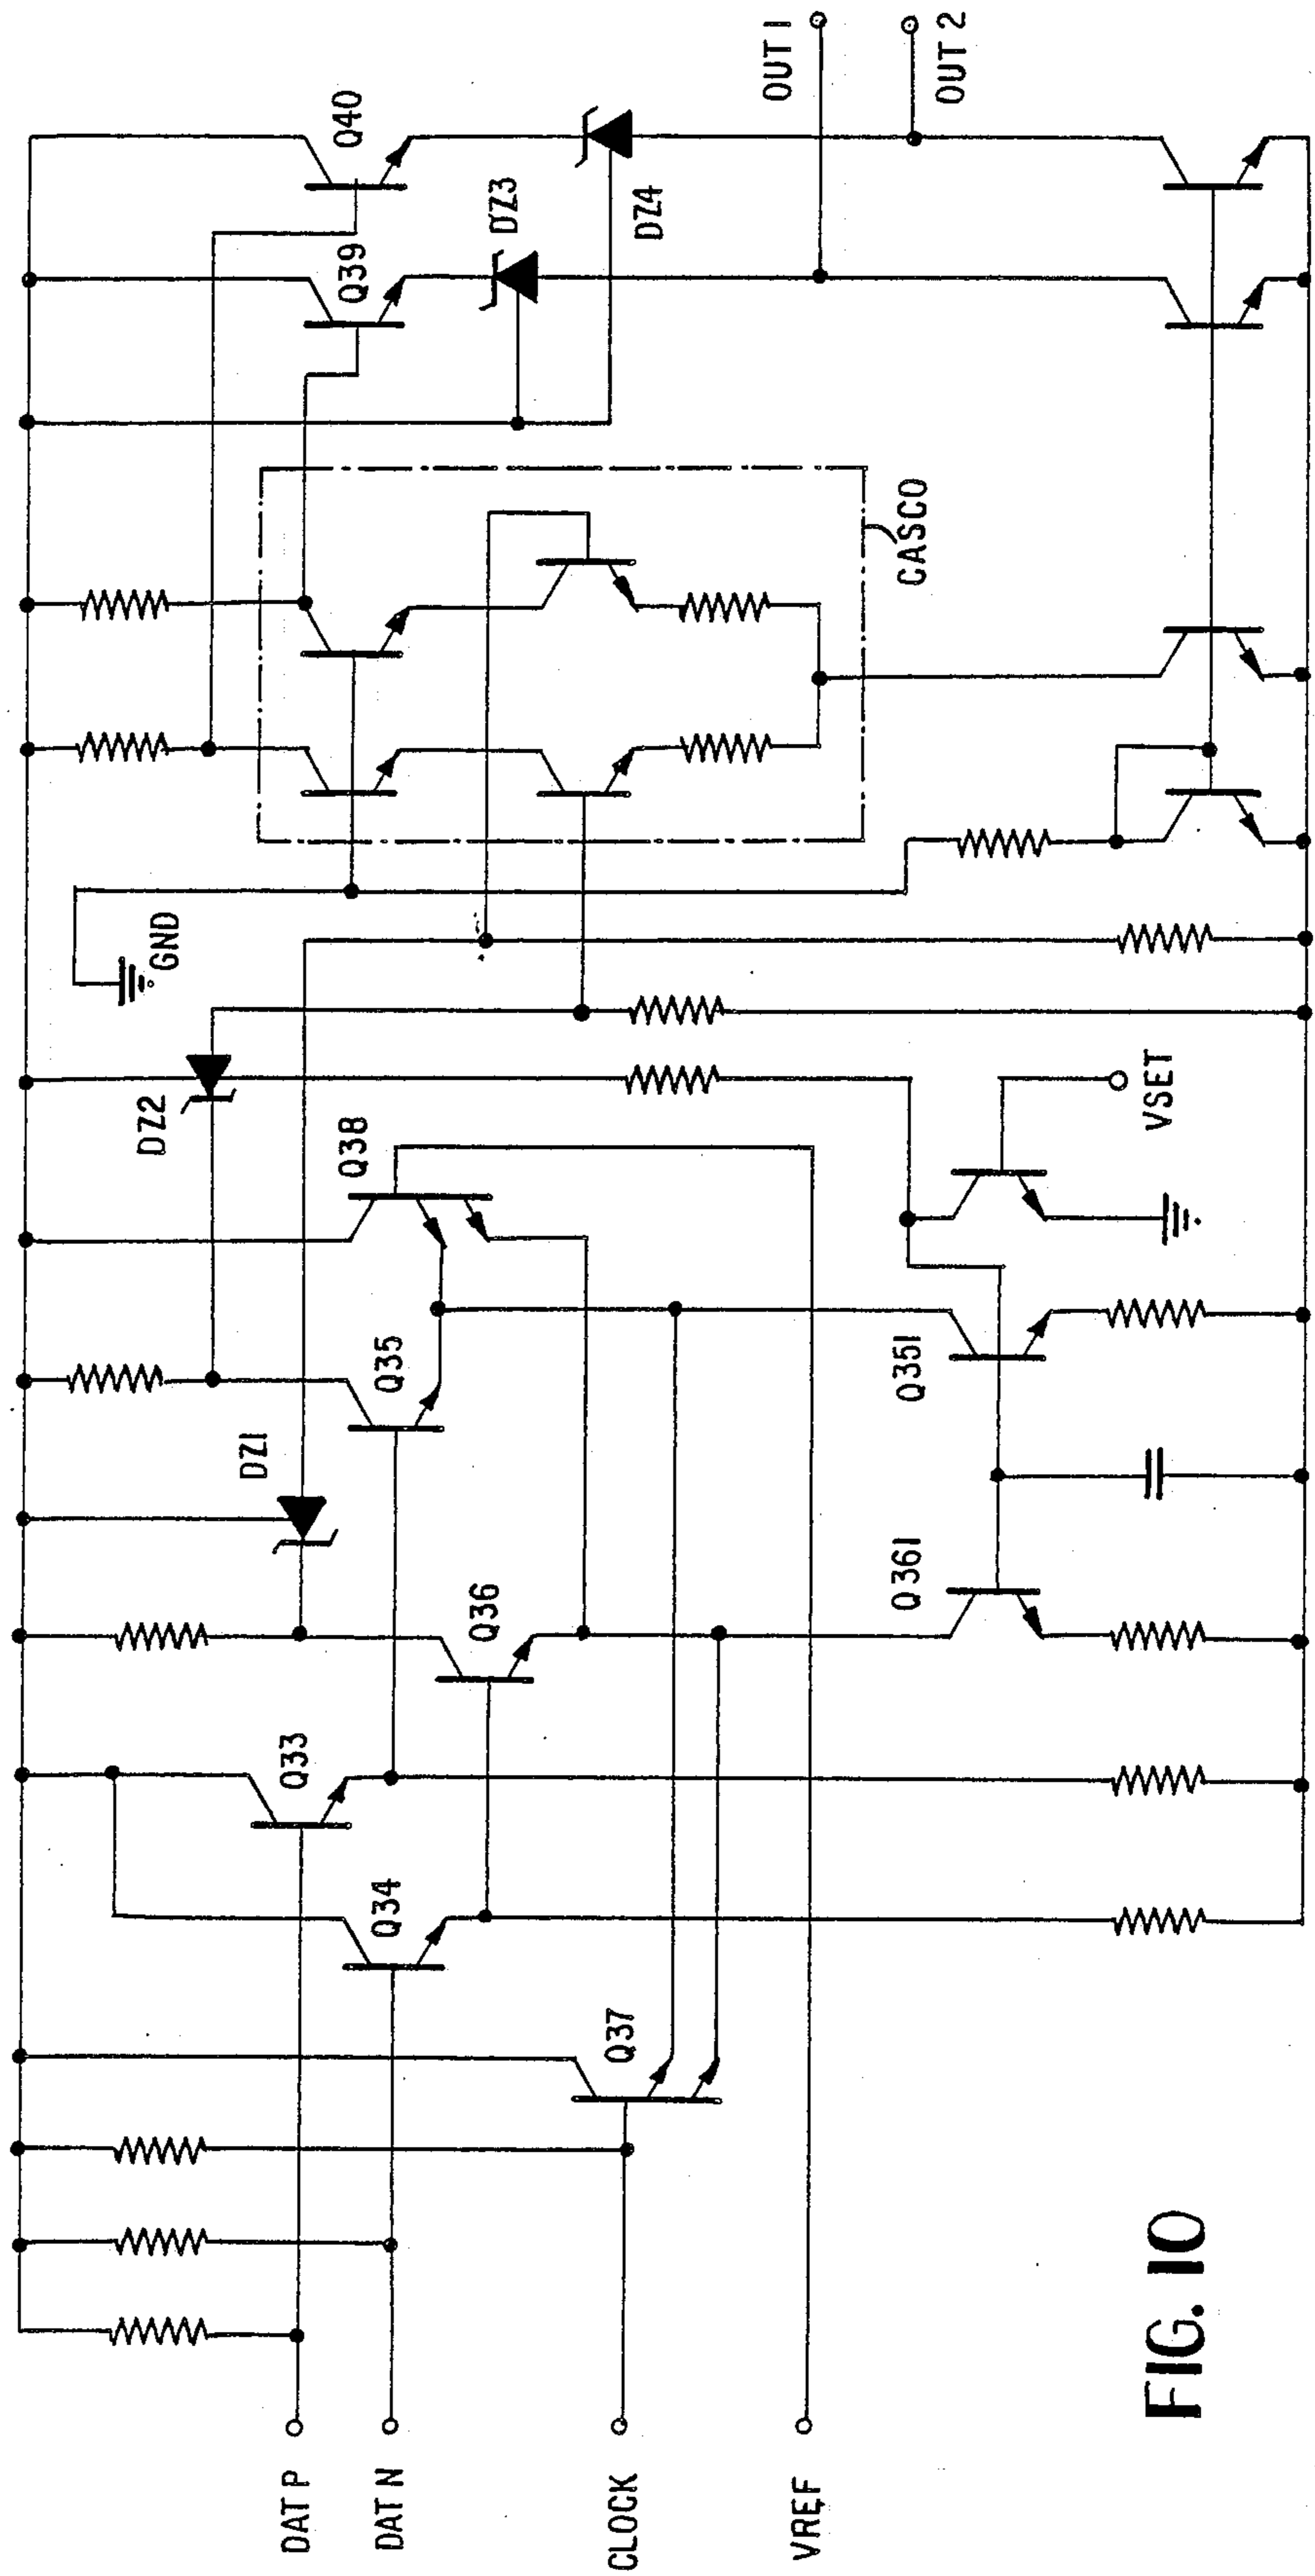 DAT P
DAT N
CLOCK
VREF
Q37
Q34
Q33
Q36
DZ1
Q35
Q38
DZ2
GND
Q361
Q351
VSET
CASCO
Q39
Q40
DZ3
DZ4
OUT 1
OUT 2
FIG. 10